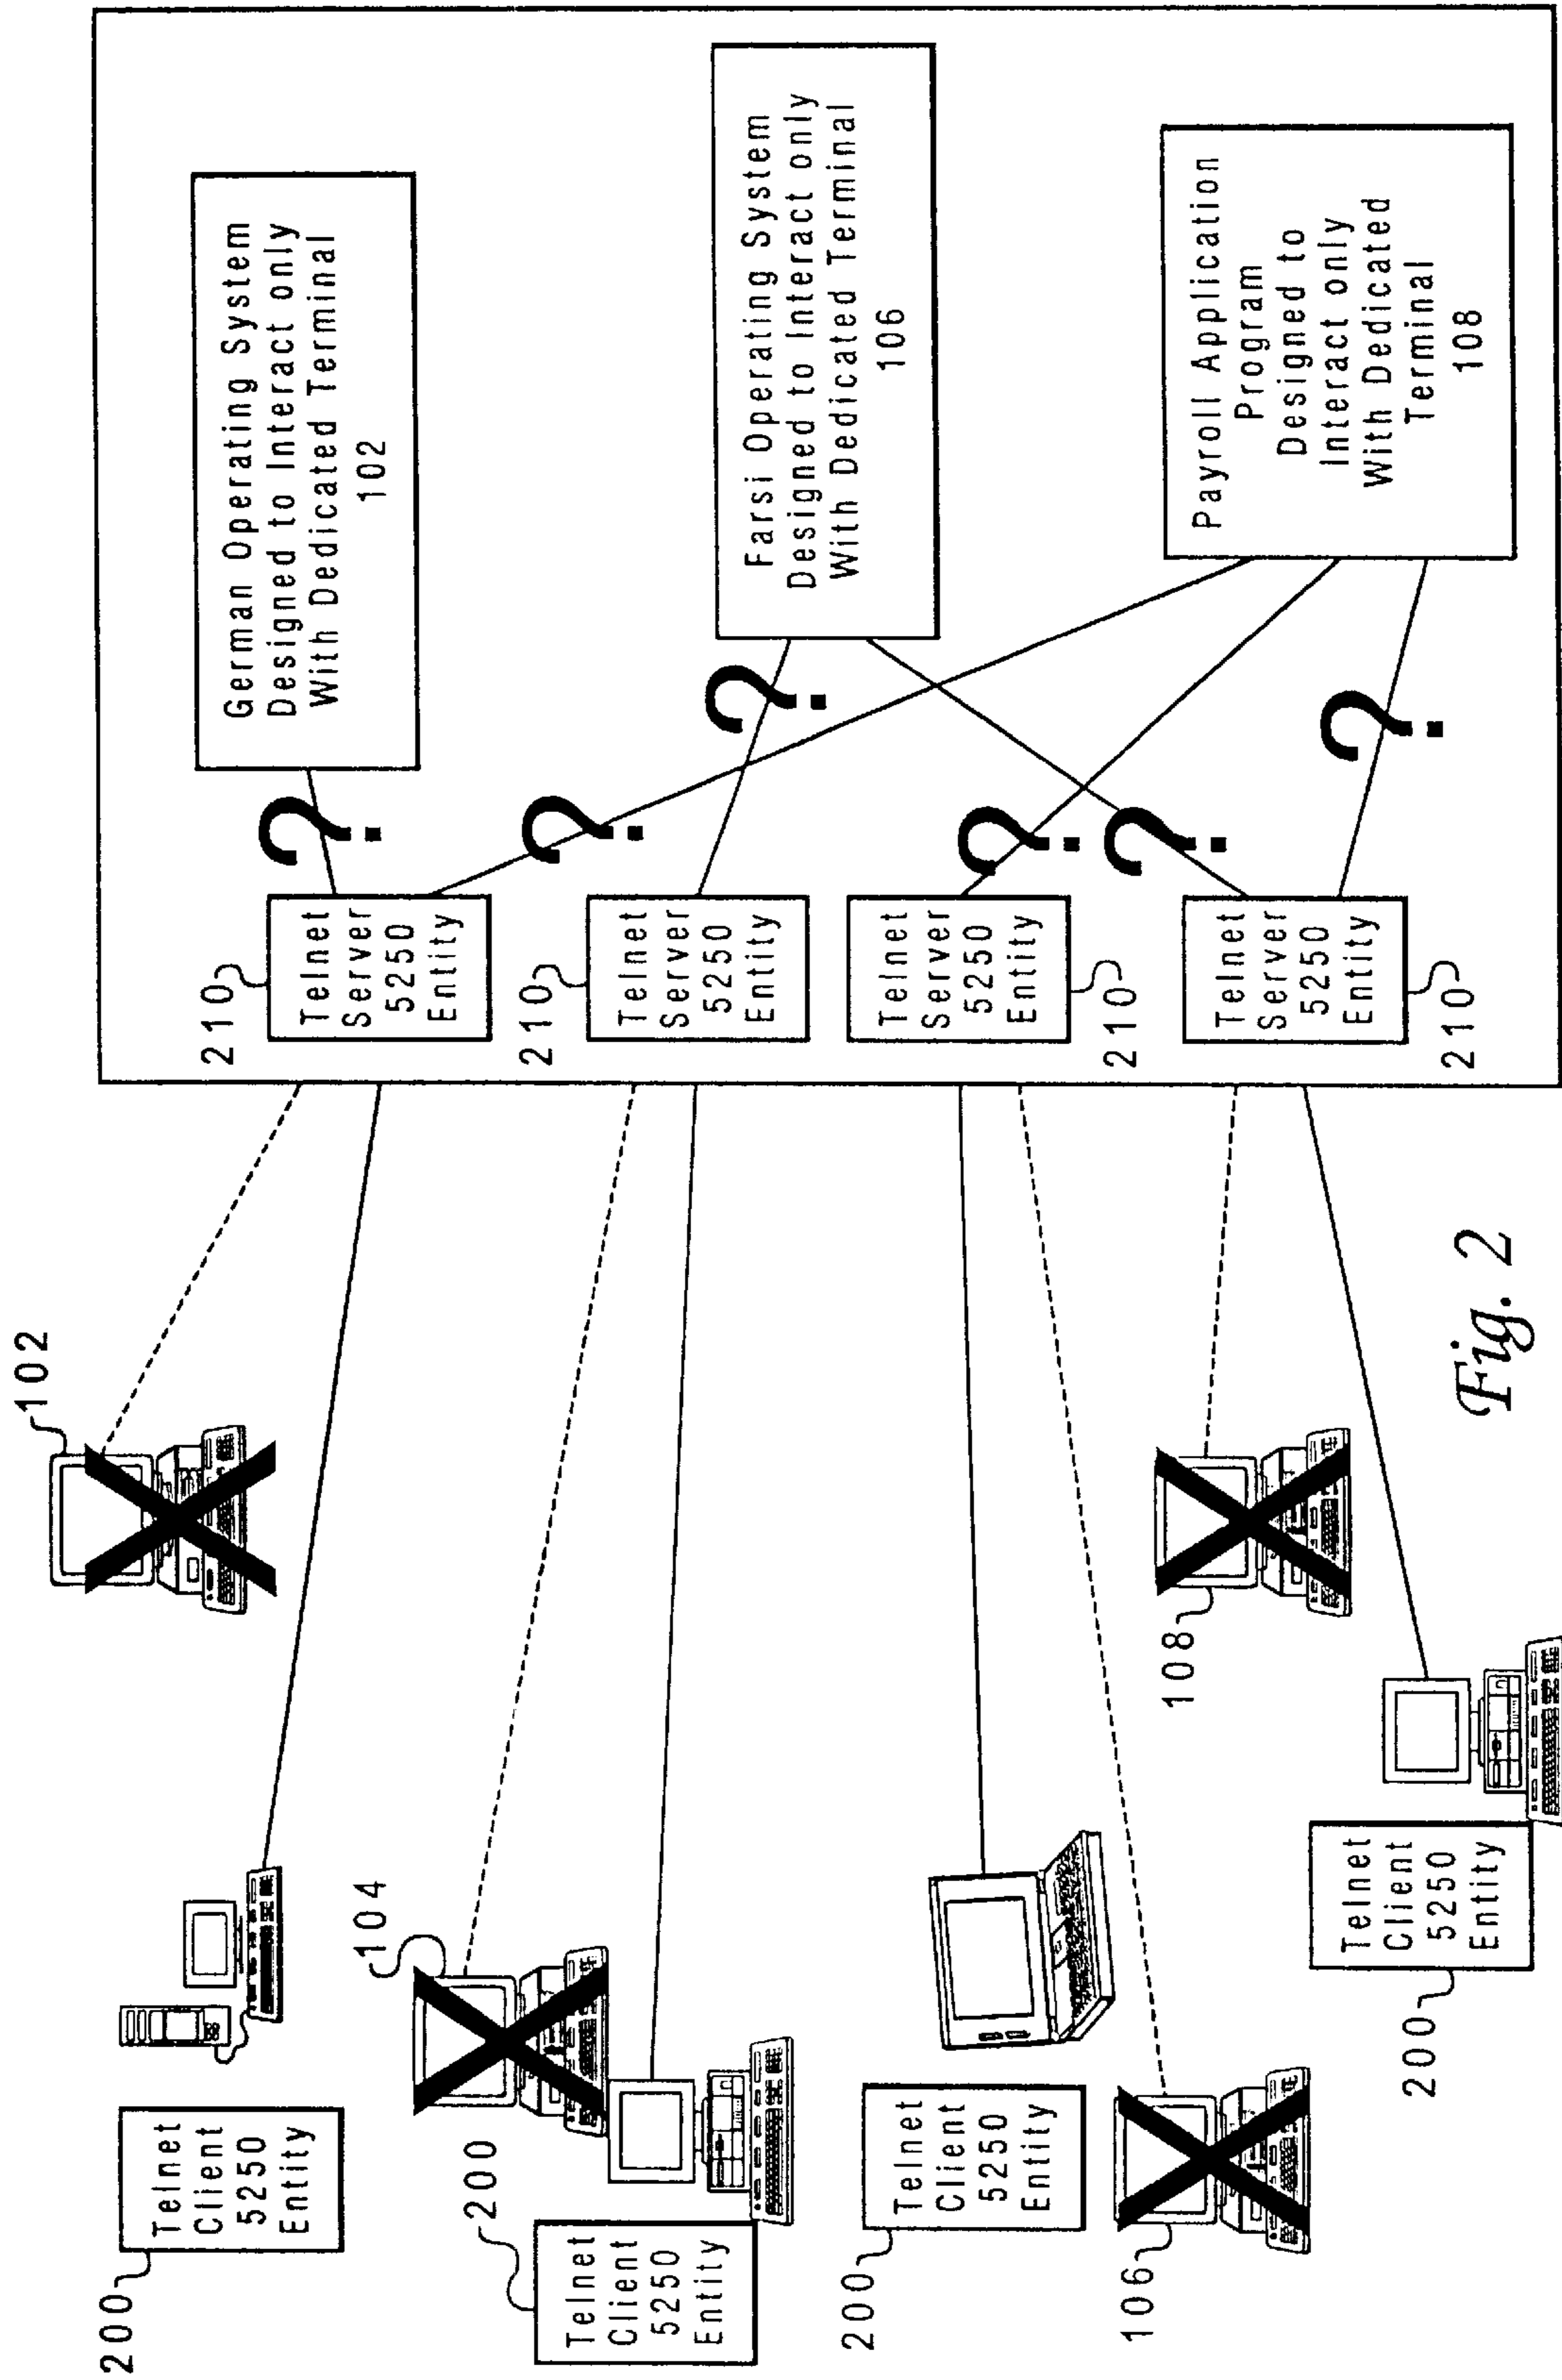 200
Telnet
Client
5250
Entity
102
210
Telnet
Server
5250
Entity
German Operating System
Designed to Interact only
With Dedicated Terminal
102
104
200
Telnet
Client
5250
Entity
210
Telnet
Server
5250
Entity
Farsi Operating System
Designed to Interact only
With Dedicated Terminal
106
200
Telnet
Client
5250
Entity
106
Telnet
Server
5250
Entity
210
108
200
Telnet
Client
5250
Entity
Telnet
Server
5250
Entity
210
Payroll Application
Program
Designed to
Interact only
With Dedicated
Terminal
108
?
?
?
?
?
?
Fig. 2